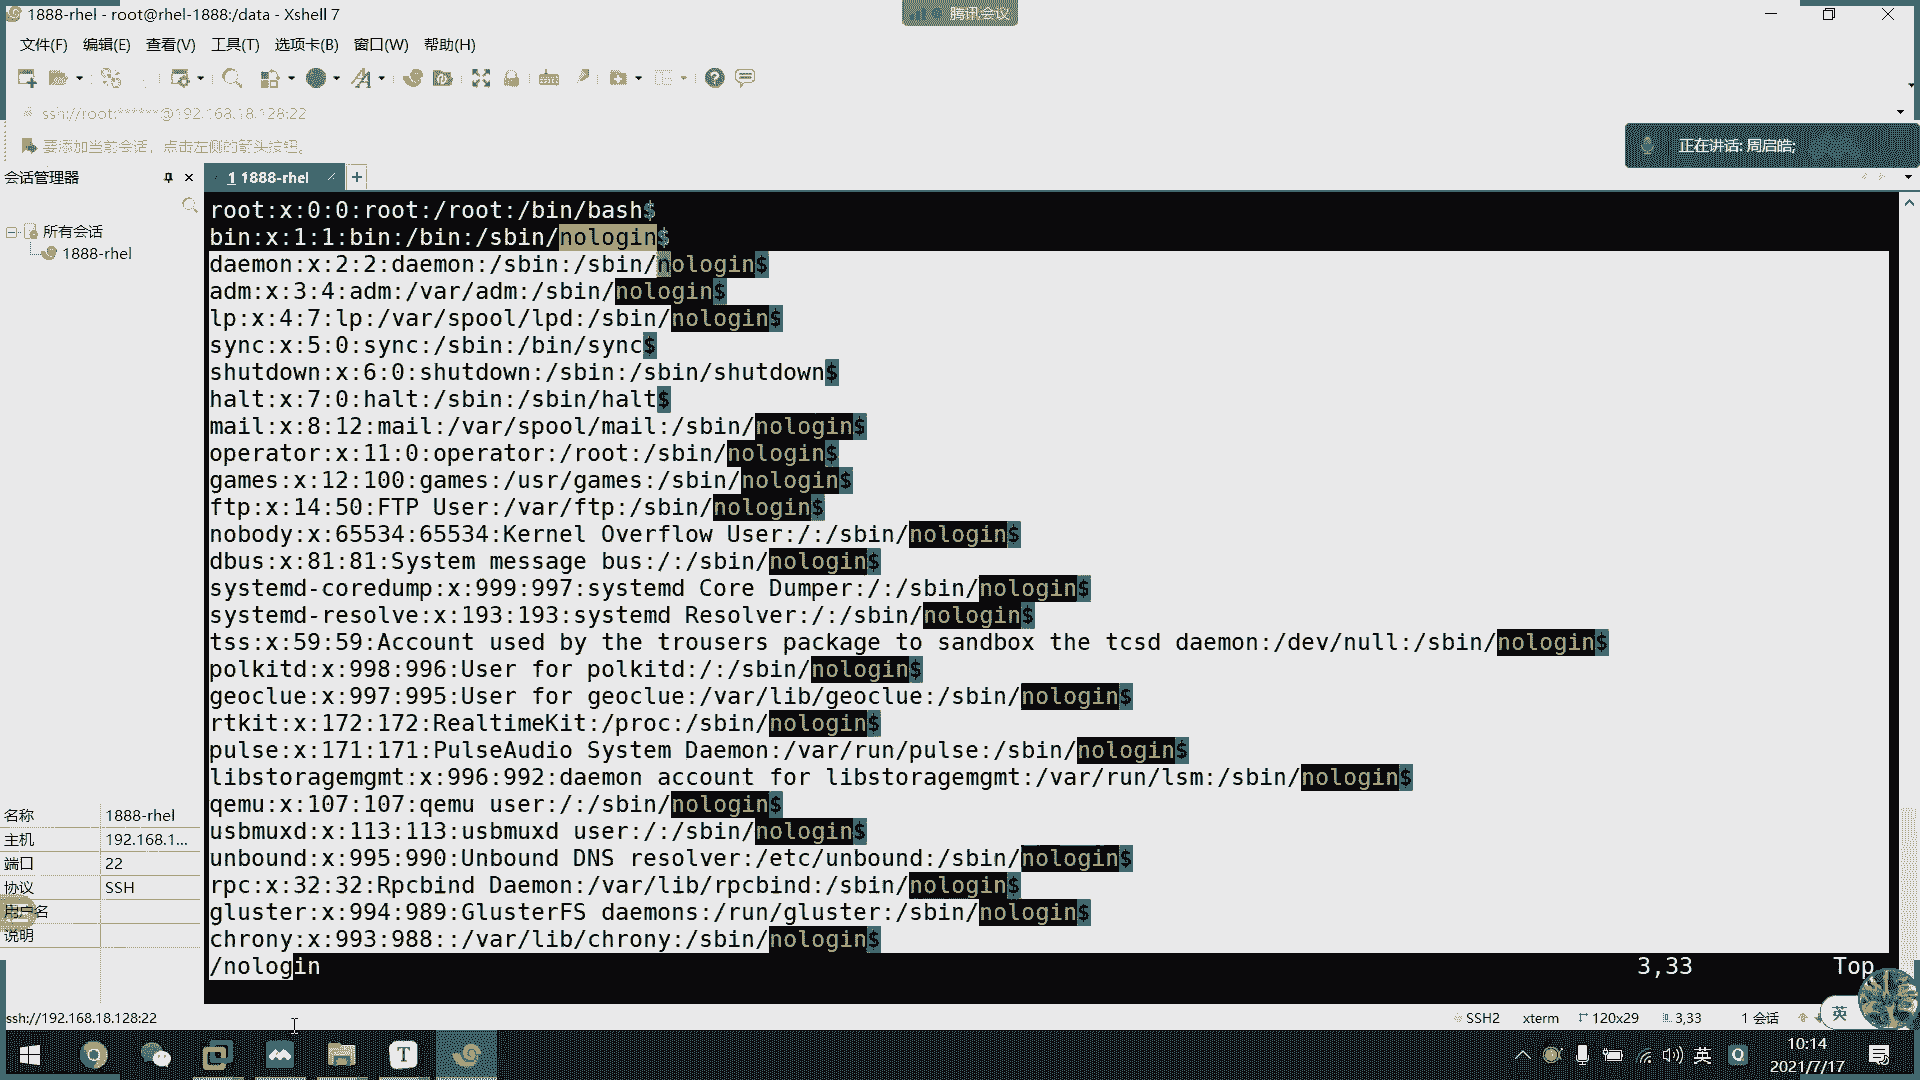 1888-rhel - root@rhel-1888:/data - Xshell 7
腾讯会议
文件(F) 编辑(E) 查看(V) 工具(T) 选项卡(B) 窗口(W) 帮助(H)
ssh://root:******@192.168.18.128:22
要添加当前会话，点击左侧的箭头按钮。
正在讲话: 周启皓;
会话管理器
1 1888-rhel
所有会话
1888-rhel
root:x:0:0:root:/root:/bin/bash$
bin:x:1:1:bin:/bin:/sbin/nologin$
daemon:x:2:2:daemon:/sbin:/sbin/nologin$
adm:x:3:4:adm:/var/adm:/sbin/nologin$
lp:x:4:7:lp:/var/spool/lpd:/sbin/nologin$
sync:x:5:0:sync:/sbin:/bin/sync$
shutdown:x:6:0:shutdown:/sbin:/sbin/shutdown$
halt:x:7:0:halt:/sbin:/sbin/halt$
mail:x:8:12:mail:/var/spool/mail:/sbin/nologin$
operator:x:11:0:operator:/root:/sbin/nologin$
games:x:12:100:games:/usr/games:/sbin/nologin$
ftp:x:14:50:FTP User:/var/ftp:/sbin/nologin$
nobody:x:65534:65534:Kernel Overflow User:/:/sbin/nologin$
dbus:x:81:81:System message bus:/:/sbin/nologin$
systemd-coredump:x:999:997:systemd Core Dumper:/:/sbin/nologin$
systemd-resolve:x:193:193:systemd Resolver:/:/sbin/nologin$
tss:x:59:59:Account used by the trousers package to sandbox the tcsd daemon:/dev/null:/sbin/nologin$
polkitd:x:998:996:User for polkitd:/:/sbin/nologin$
geoclue:x:997:995:User for geoclue:/var/lib/geoclue:/sbin/nologin$
rtkit:x:172:172:RealtimeKit:/proc:/sbin/nologin$
pulse:x:171:171:PulseAudio System Daemon:/var/run/pulse:/sbin/nologin$
libstoragemgmt:x:996:992:daemon account for libstoragemgmt:/var/run/lsm:/sbin/nologin$
qemu:x:107:107:qemu user:/:/sbin/nologin$
usbmuxd:x:113:113:usbmuxd user:/:/sbin/nologin$
unbound:x:995:990:Unbound DNS resolver:/etc/unbound:/sbin/nologin$
rpc:x:32:32:Rpcbind Daemon:/var/lib/rpcbind:/sbin/nologin$
gluster:x:994:989:GlusterFS daemons:/run/gluster:/sbin/nologin$
chrony:x:993:988::/var/lib/chrony:/sbin/nologin$
/nologin 3,33 Top
名称 1888-rhel
主机 192.168.1...
端口 22
协议 SSH
用户名
说明
ssh://192.168.18.128:22 SSH2 xterm 120x29 3,33 1 会话 英
英 10:14
2021/7/17